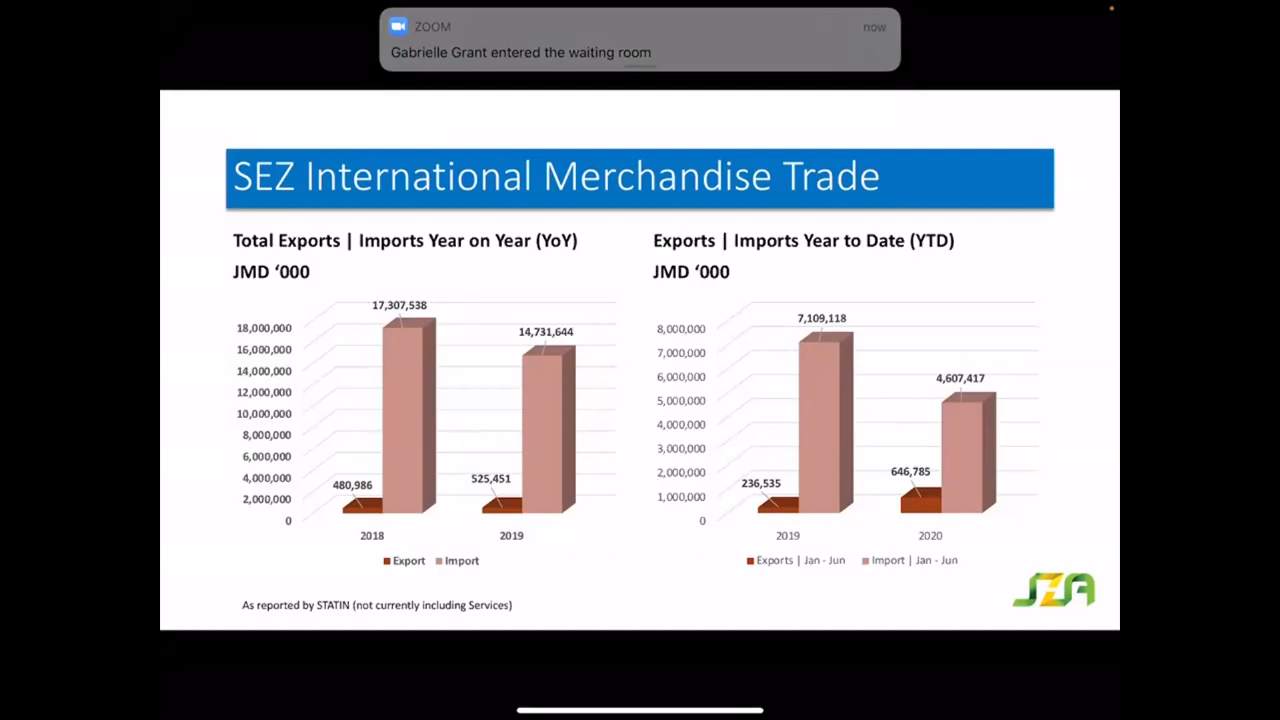 ZOOM
now
Gabrielle Grant entered the waiting room
SEZ International Merchandise Trade
Total Exports | Imports Year on Year (YoY)
JMD ‘000
17,307,538
14,731,644
18,000,000
16,000,000
14,000,000
12,000,000
10,000,000
8,000,000
6,000,000
4,000,000
2,000,000
0
480,986
525,451
2018
2019
Export
Import
Exports | Imports Year to Date (YTD)
JMD ‘000
7,109,118
4,607,417
8,000,000
7,000,000
6,000,000
5,000,000
4,000,000
3,000,000
2,000,000
1,000,000
0
236,535
646,785
2019
2020
Exports | Jan - Jun
Import | Jan - Jun
As reported by STATIN (not currently including Services)
SZA